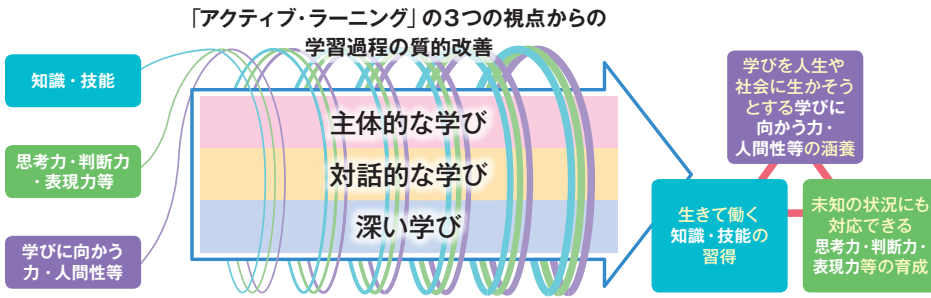 「アクティブ・ラーニング」の3つの視点からの
学習過程の質的改善
知識・技能
思考力・判断力
・表現力等
学びに向かう
力・人間性等
主体的な学び
対話的な学び
深い学び
学びを人生や
社会に生かそう
とする学びに
向かう力・
人間性等の涵養
生きて働く
知識・技能の
習得
未知の状況にも
対応できる
思考力・判断力・
表現力等の育成